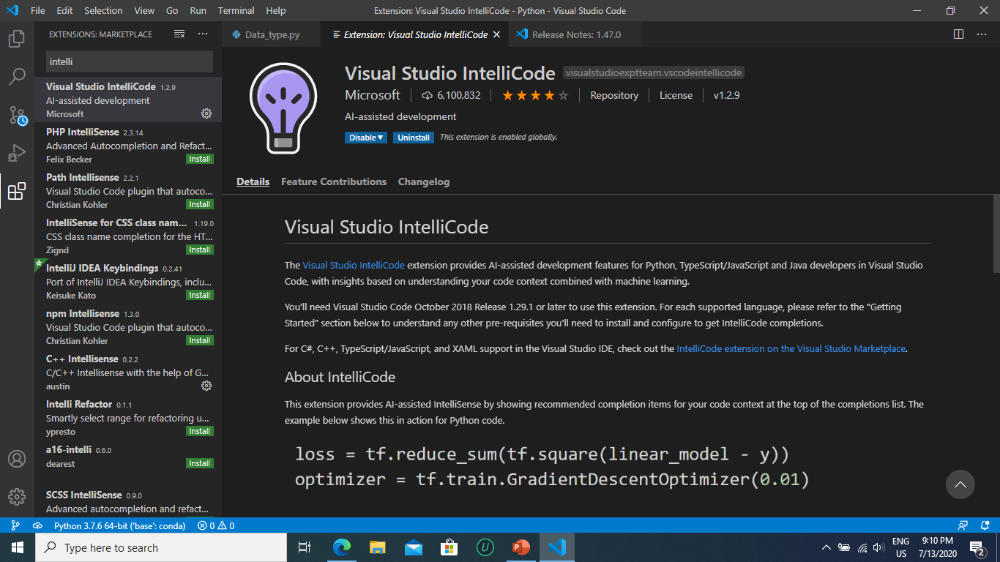 File Edit Selection View Go Run Terminal Help
Extension: Visual Studio IntelliCode - Python - Visual Studio Code
EXTENSIONS: MARKETPLACE
intelli
Visual Studio IntelliCode 1.2.9
AI-assisted development
Microsoft
PHP IntelliSense 2.3.14
Advanced Autocompletion and Refact...
Felix Becker Install
Path Intellisense 2.2.1
Visual Studio Code plugin that autoco...
Christian Kohler Install
IntelliSense for CSS class nam... 1.19.0
CSS class name completion for the HT...
Zignd Install
IntelliJ IDEA Keybindings 0.2.41
Port of IntelliJ IDEA Keybindings, inclu...
Keisuke Kato Install
npm Intellisense 1.3.0
Visual Studio Code plugin that autoco...
Christian Kohler Install
C++ Intellisense 0.2.2
C/C++ Intellisense with the help of G...
austin
Intelli Refactor 0.1.1
Smartly select range for refactoring u...
ypresto Install
a16-intelli 0.6.0
dearest Install
SCSS IntelliSense 0.9.0
Advanced autocompletion and refact...
Data_type.py
Extension: Visual Studio IntelliCode
Release Notes: 1.47.0
Visual Studio IntelliCode visualstudioexptteam.vscodeintellicode
Microsoft 6,100,832 Repository License v1.2.9
AI-assisted development
Disable Uninstall This extension is enabled globally.
Details Feature Contributions Changelog
Visual Studio IntelliCode
The Visual Studio IntelliCode extension provides AI-assisted development features for Python, TypeScript/JavaScript and Java developers in Visual Studio
Code, with insights based on understanding your code context combined with machine learning.
You'll need Visual Studio Code October 2018 Release 1.29.1 or later to use this extension. For each supported language, please refer to the "Getting
Started" section below to understand any other pre-requisites you'll need to install and configure to get IntelliCode completions.
For C#, C++, TypeScript/JavaScript, and XAML support in the Visual Studio IDE, check out the IntelliCode extension on the Visual Studio Marketplace.
About IntelliCode
This extension provides AI-assisted IntelliSense by showing recommended completion items for your code context at the top of the completions list. The
example below shows this in action for Python code.
loss = tf.reduce_sum(tf.square(linear_model - y))
optimizer = tf.train.GradientDescentOptimizer(0.01)
Python 3.7.6 64-bit ('base': conda) 0 0
Type here to search
ENG
US
9:10 PM
7/13/2020
2